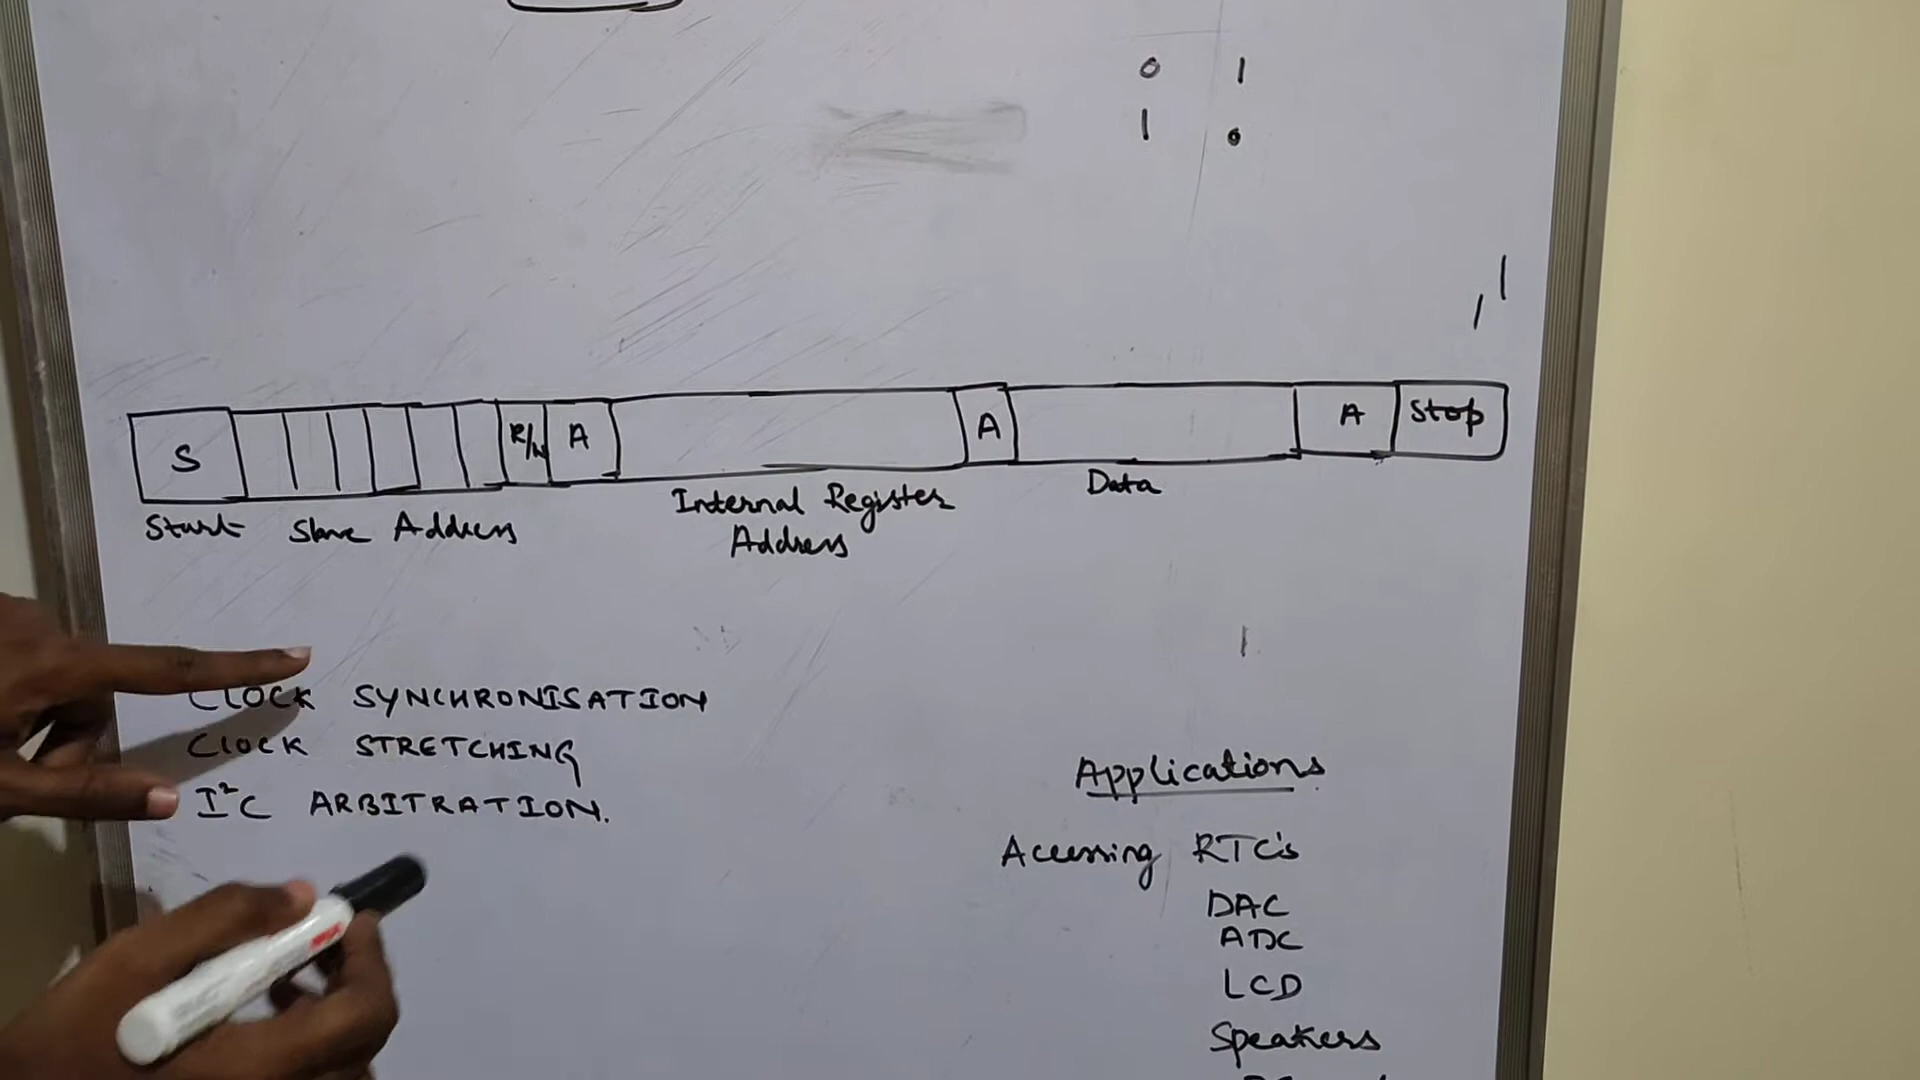 0 1
1 0
S R/W A A A Stop
Start Slave Address Internal Register Address Data
CLOCK SYNCHRONISATION
CLOCK STRETCHING
I²C ARBITRATION.
Applications
Accessing RTC's
DAC
ADC
LCD
Speakers